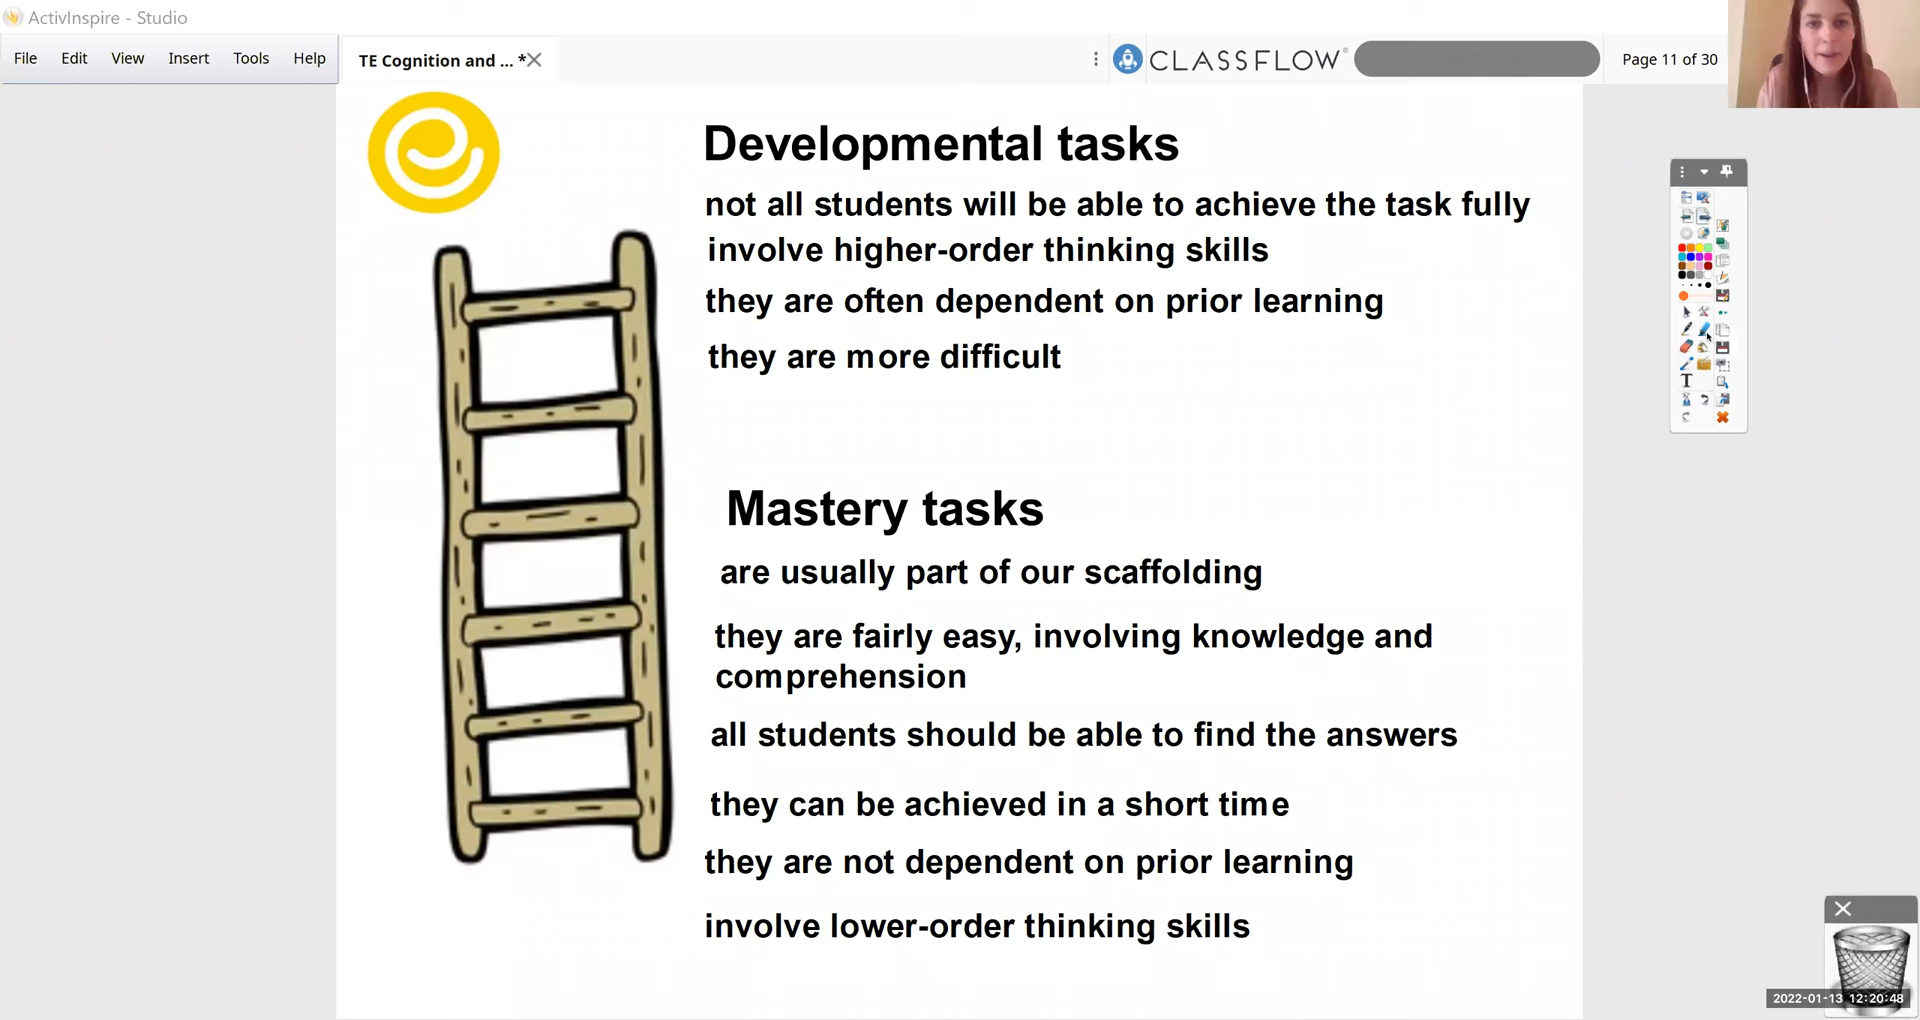 ActivInspire - Studio
File Edit View Insert Tools Help
TE Cognition and ... *
CLASSFLOW
Page 11 of 30
Developmental tasks
not all students will be able to achieve the task fully
involve higher-order thinking skills
they are often dependent on prior learning
they are more difficult
Mastery tasks
are usually part of our scaffolding
they are fairly easy, involving knowledge and
comprehension
all students should be able to find the answers
they can be achieved in a short time
they are not dependent on prior learning
involve lower-order thinking skills
T
2022-01-13 12:20:48